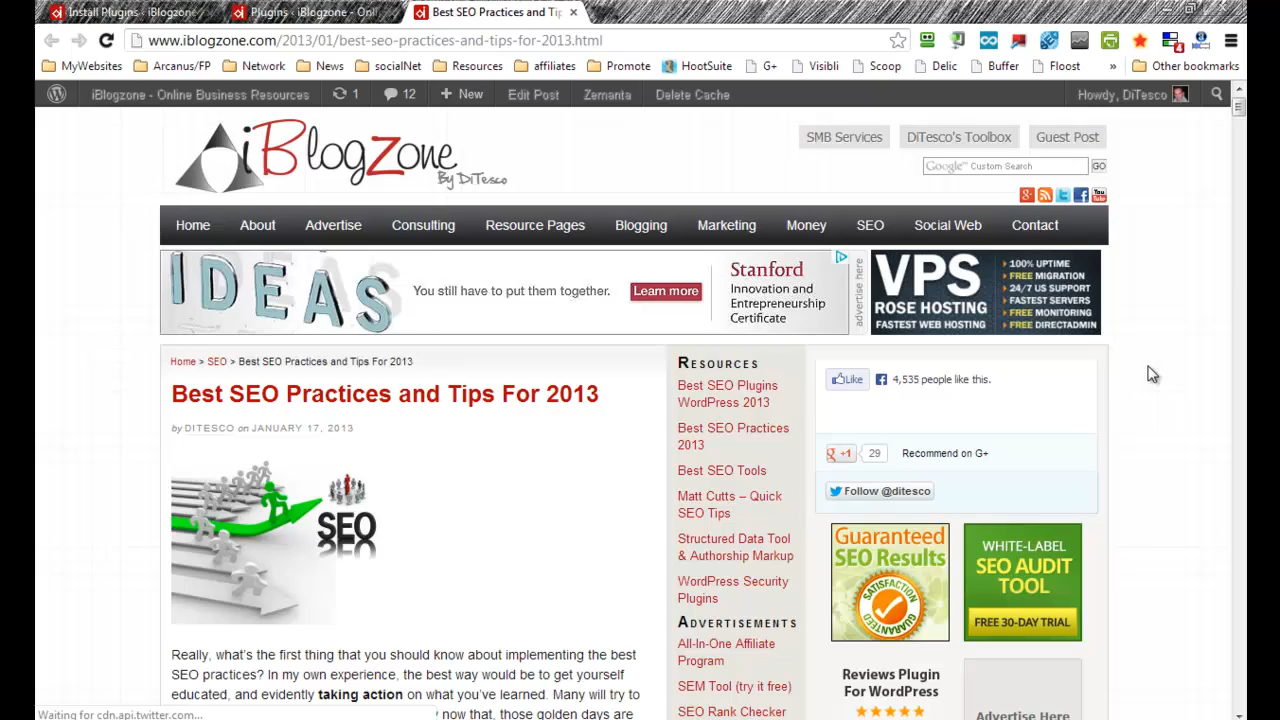 Install Plugins ‹ iBlogzone
Plugins ‹ iBlogzone - Onl
Best SEO Practices and Ti
www.iblogzone.com/2013/01/best-seo-practices-and-tips-for-2013.html
MyWebsites Arcanus/FP Network News socialNet Resources affiliates Promote HootSuite G+ Visibli Scoop Delic Buffer Floost » Other bookmarks
iBlogzone - Online Business Resources 1 12 + New Edit Post Zemanta Delete Cache Howdy, DiTesco
iBlogZone
By DiTesco
SMB Services DiTesco's Toolbox Guest Post
Google™ Custom Search GO
You Tube
Home About Advertise Consulting Resource Pages Blogging Marketing Money SEO Social Web Contact
IDEAS
You still have to put them together.
Learn more
Stanford
Innovation and
Entrepreneurship
Certificate
advertise here
VPS
ROSE HOSTING
FASTEST WEB HOSTING
100% UPTIME
FREE MIGRATION
24/7 US SUPPORT
FASTEST SERVERS
FREE MONITORING
FREE DIRECTADMIN
Home > SEO > Best SEO Practices and Tips For 2013
Best SEO Practices and Tips For 2013
by DITESCO on JANUARY 17, 2013
SEO
Really, what's the first thing that you should know about implementing the best
SEO practices? In my own experience, the best way would be to get yourself
educated, and evidently taking action on what you've learned. Many will try to
now that, those golden days are
RESOURCES
Best SEO Plugins
WordPress 2013
Best SEO Practices
2013
Best SEO Tools
Matt Cutts – Quick
SEO Tips
Structured Data Tool
& Authorship Markup
WordPress Security
Plugins
ADVERTISEMENTS
All-In-One Affiliate
Program
SEM Tool (try it free)
SEO Rank Checker
Like 4,535 people like this.
+1 29 Recommend on G+
Follow @ditesco
Guaranteed
SEO Results
SATISFACTION
GUARANTEED
WHITE-LABEL
SEO AUDIT
TOOL
FREE 30-DAY TRIAL
Reviews Plugin
For WordPress
Advertise Here
Waiting for cdn.api.twitter.com...